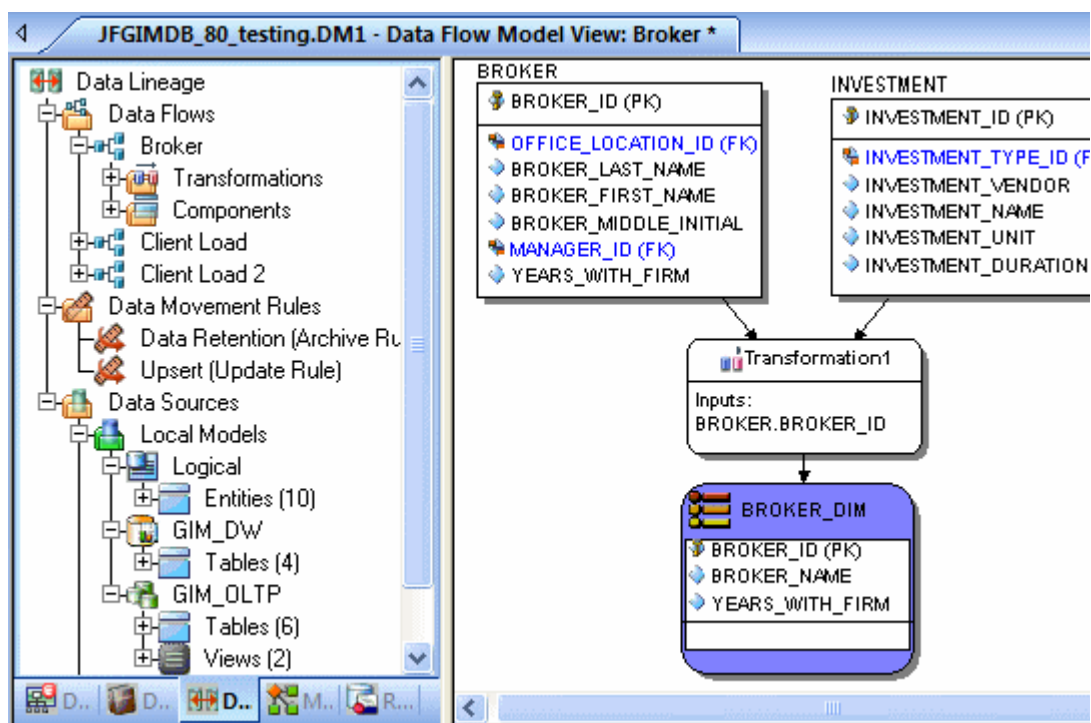 JFGIMDB_80_testing.DM1 - Data Flow Model View: Broker *
Data Lineage
Data Flows
Broker
Transformations
Components
Client Load
Client Load 2
Data Movement Rules
Data Retention (Archive Ru
Upsert (Update Rule)
Data Sources
Local Models
Logical
Entities (10)
GIM_DW
Tables (4)
GIM_OLTP
Tables (6)
Views (2)
D..
D..
D..
M..
R...
BROKER
BROKER_ID (PK)
OFFICE_LOCATION_ID (FK)
BROKER_LAST_NAME
BROKER_FIRST_NAME
BROKER_MIDDLE_INITIAL
MANAGER_ID (FK)
YEARS_WITH_FIRM
INVESTMENT
INVESTMENT_ID (PK)
INVESTMENT_TYPE_ID (F
INVESTMENT_VENDOR
INVESTMENT_NAME
INVESTMENT_UNIT
INVESTMENT_DURATION
Transformation1
Inputs:
BROKER.BROKER_ID
BROKER_DIM
BROKER_ID (PK)
BROKER_NAME
YEARS_WITH_FIRM